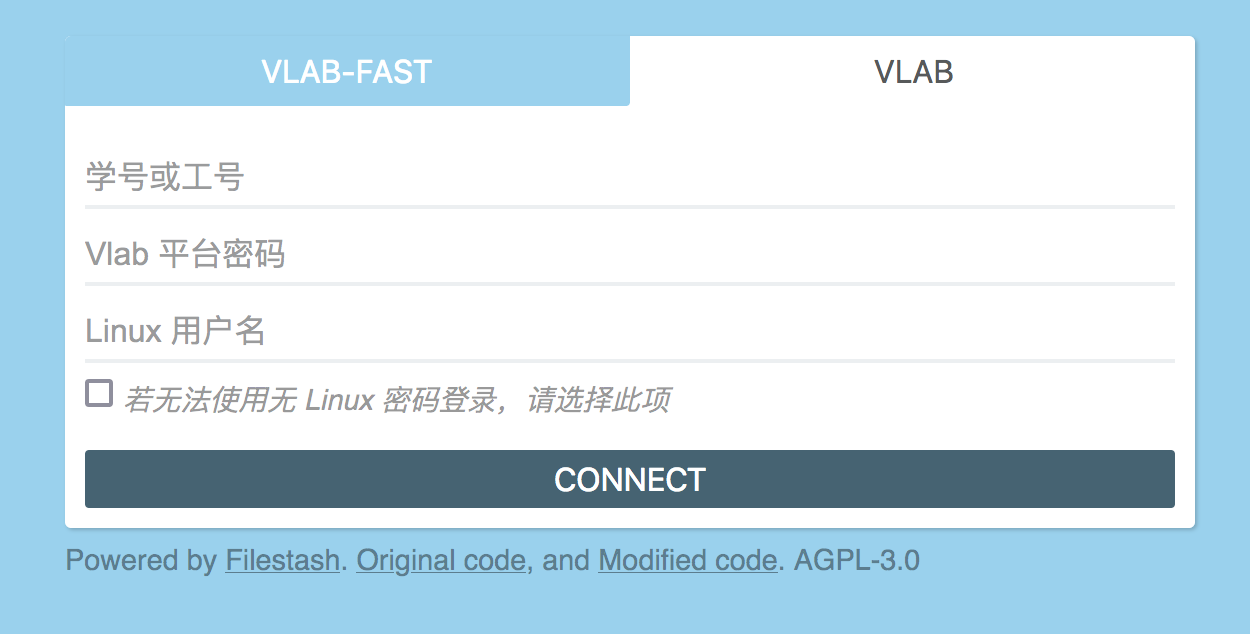 VLAB-FAST
VLAB
学号或工号
Vlab 平台密码
Linux 用户名
若无法使用无 Linux 密码登录，请选择此项
CONNECT
Powered by Filestash. Original code, and Modified code. AGPL-3.0